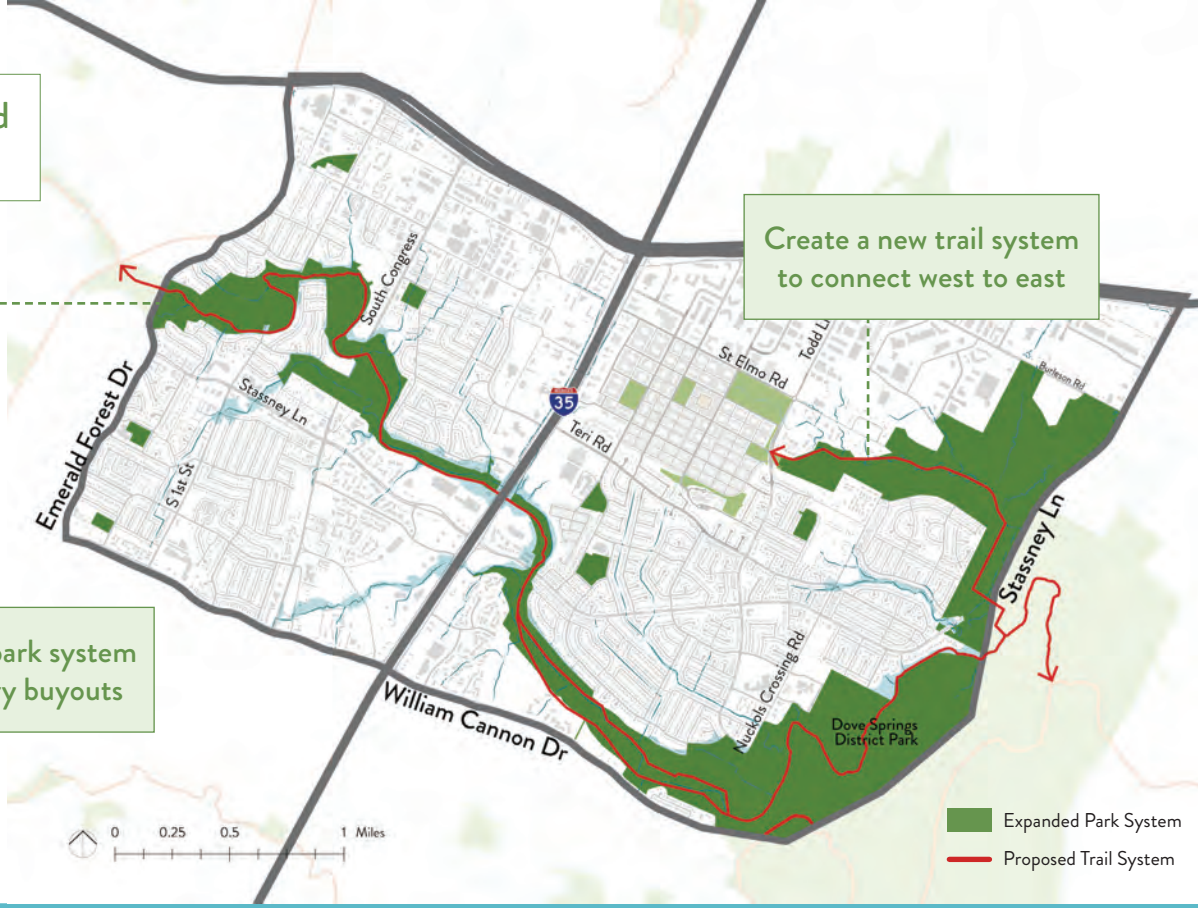 d
Create a new trail system
to connect west to east
South Congress
Todd
St Elmo Rd
Burleson Rd
35
Teri Rd
Stassney Ln
Emerald Forest Dr
S 1st St
Stassney Ln
park system
ry buyouts
Nuckols Crossing Rd
William Cannon Dr
Dove Springs
District Park
0 0.25 0.5 1 Miles
Expanded Park System
Proposed Trail System